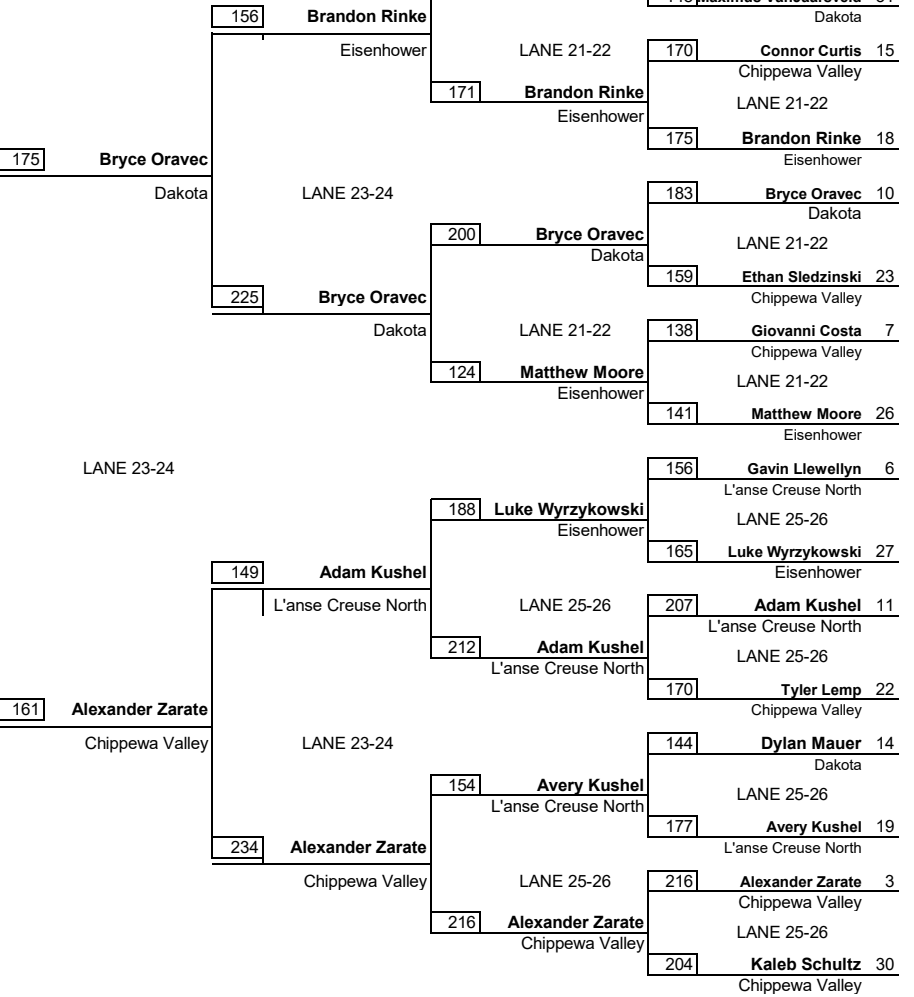 156 Brandon Rinke
Dakota
Eisenhower LANE 21-22 170 Connor Curtis 15
Chippewa Valley
171 Brandon Rinke LANE 21-22
Eisenhower
175 Brandon Rinke 18
175 Bryce Oravec Eisenhower
Dakota LANE 23-24 183 Bryce Oravec 10
Dakota
200 Bryce Oravec LANE 21-22
Dakota
159 Ethan Sledzinski 23
225 Bryce Oravec Chippewa Valley
Dakota LANE 21-22 138 Giovanni Costa 7
Chippewa Valley
124 Matthew Moore LANE 21-22
Eisenhower
141 Matthew Moore 26
Eisenhower
LANE 23-24 156 Gavin Llewellyn 6
L'anse Creuse North
188 Luke Wyrzykowski LANE 25-26
Eisenhower
165 Luke Wyrzykowski 27
149 Adam Kushel Eisenhower
L'anse Creuse North LANE 25-26 207 Adam Kushel 11
L'anse Creuse North
212 Adam Kushel LANE 25-26
L'anse Creuse North
170 Tyler Lemp 22
161 Alexander Zarate Chippewa Valley
Chippewa Valley LANE 23-24 144 Dylan Mauer 14
Dakota
154 Avery Kushel LANE 25-26
L'anse Creuse North
177 Avery Kushel 19
234 Alexander Zarate L'anse Creuse North
Chippewa Valley LANE 25-26 216 Alexander Zarate 3
Chippewa Valley
216 Alexander Zarate LANE 25-26
Chippewa Valley
204 Kaleb Schultz 30
Chippewa Valley